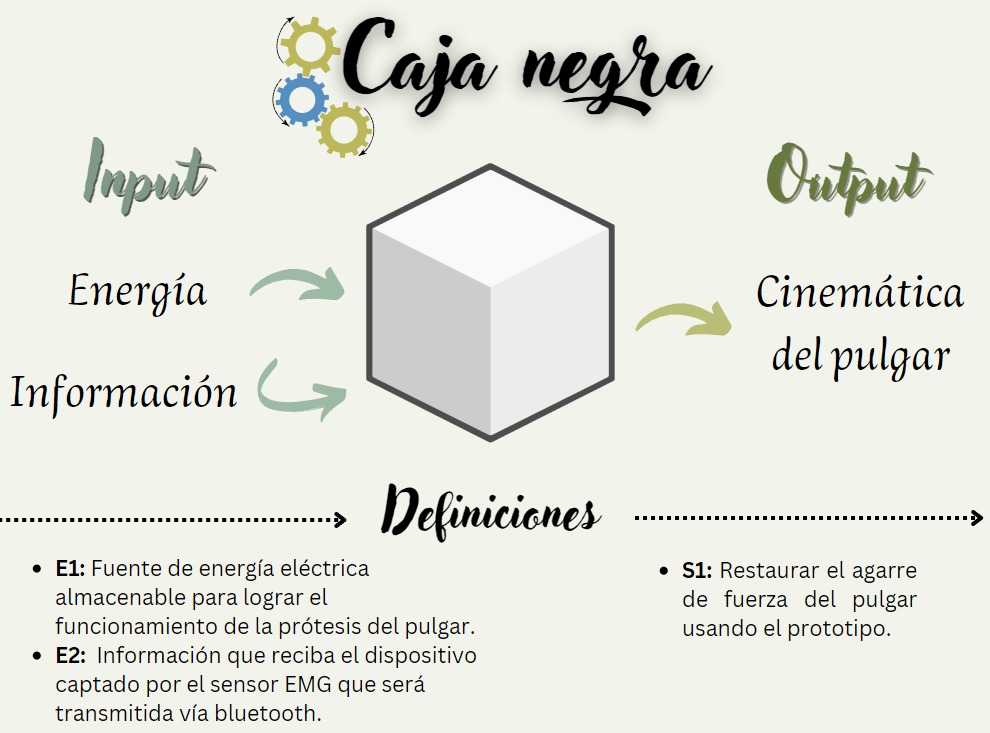 Caja negra
Input
Output
Energía
Información
Cinemática
del pulgar
Definiciones
• E1: Fuente de energía eléctrica
almacenable para lograr el
funcionamiento de la prótesis del pulgar.
• E2: Información que reciba el dispositivo
captado por el sensor EMG que será
transmitida vía bluetooth.
• S1: Restaurar el agarre
de fuerza del pulgar
usando el prototipo.